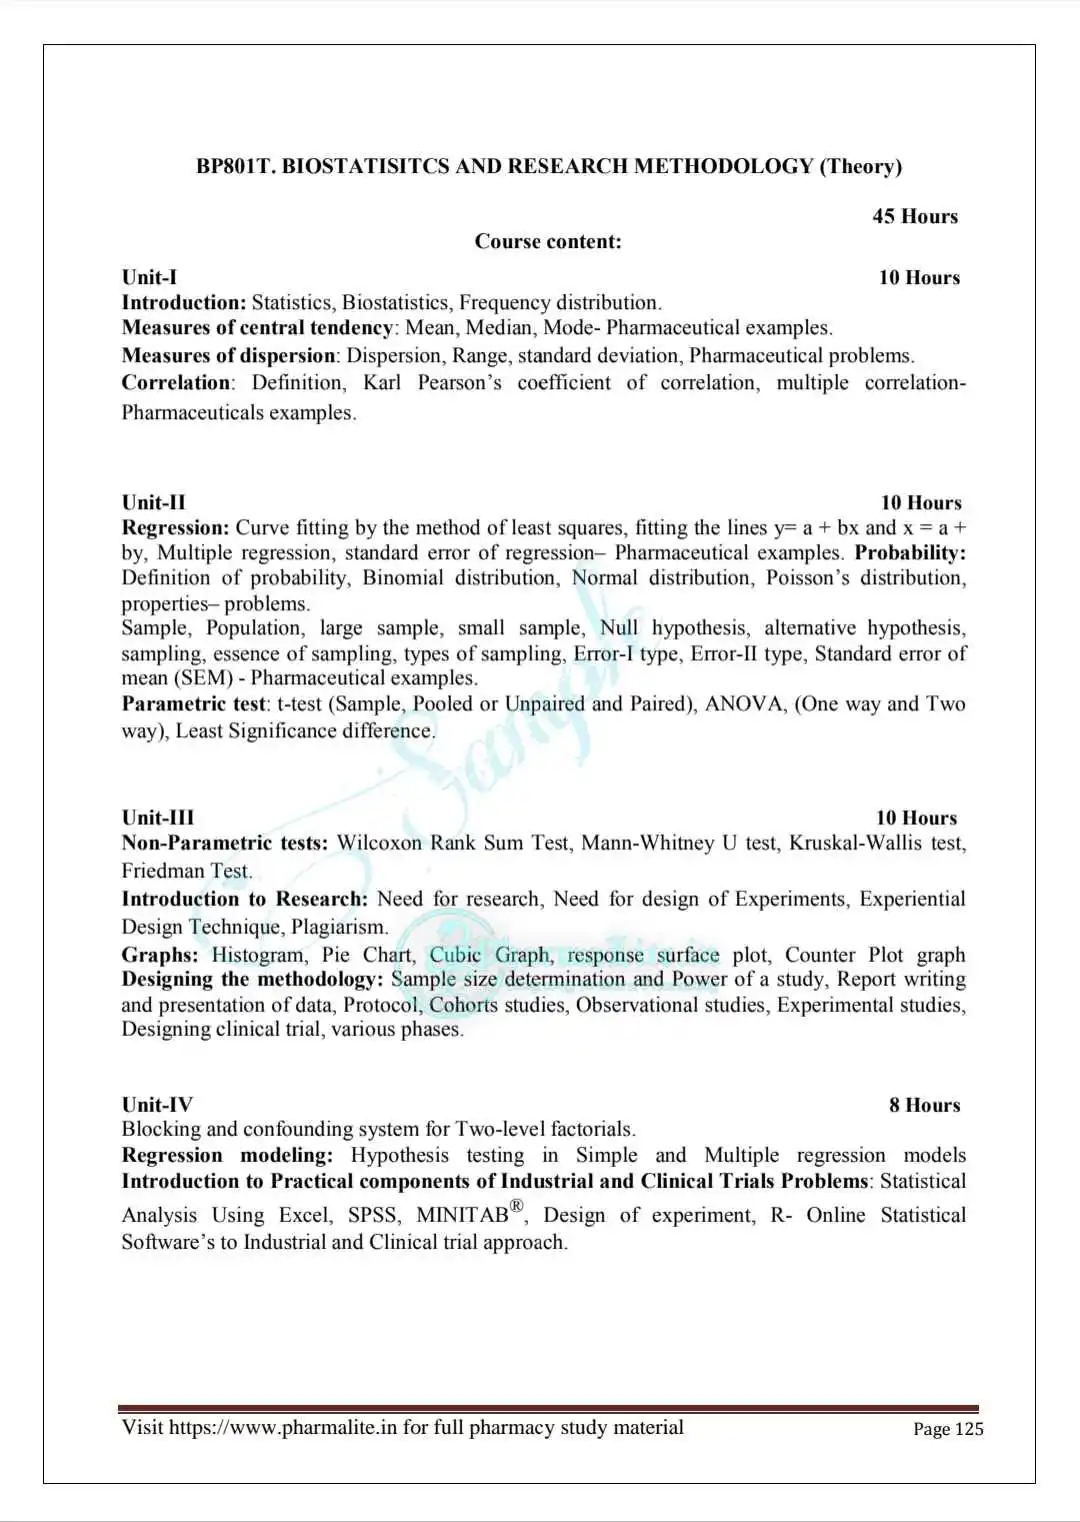 BP801T. BIOSTATISITCS AND RESEARCH METHODOLOGY (Theory)
45 Hours
Course content:
Unit-I 10 Hours
Introduction: Statistics, Biostatistics, Frequency distribution.
Measures of central tendency: Mean, Median, Mode- Pharmaceutical examples.
Measures of dispersion: Dispersion, Range, standard deviation, Pharmaceutical problems.
Correlation: Definition, Karl Pearson’s coefficient of correlation, multiple correlation-
Pharmaceuticals examples.
Unit-II 10 Hours
Regression: Curve fitting by the method of least squares, fitting the lines y= a + bx and x = a +
by, Multiple regression, standard error of regression– Pharmaceutical examples. Probability:
Definition of probability, Binomial distribution, Normal distribution, Poisson’s distribution,
properties– problems.
Sample, Population, large sample, small sample, Null hypothesis, alternative hypothesis,
sampling, essence of sampling, types of sampling, Error-I type, Error-II type, Standard error of
mean (SEM) - Pharmaceutical examples.
Parametric test: t-test (Sample, Pooled or Unpaired and Paired), ANOVA, (One way and Two
way), Least Significance difference.
Sample
Unit-III 10 Hours
Non-Parametric tests: Wilcoxon Rank Sum Test, Mann-Whitney U test, Kruskal-Wallis test,
Friedman Test.
Introduction to Research: Need for research, Need for design of Experiments, Experiential
Design Technique, Plagiarism.
Graphs: Histogram, Pie Chart, Cubic Graph, response surface plot, Counter Plot graph
Designing the methodology: Sample size determination and Power of a study, Report writing
and presentation of data, Protocol, Cohorts studies, Observational studies, Experimental studies,
Designing clinical trial, various phases.
Unit-IV 8 Hours
Blocking and confounding system for Two-level factorials.
Regression modeling: Hypothesis testing in Simple and Multiple regression models
Introduction to Practical components of Industrial and Clinical Trials Problems: Statistical
Analysis Using Excel, SPSS, MINITAB®, Design of experiment, R- Online Statistical
Software’s to Industrial and Clinical trial approach.
Visit https://www.pharmalite.in for full pharmacy study material Page 125